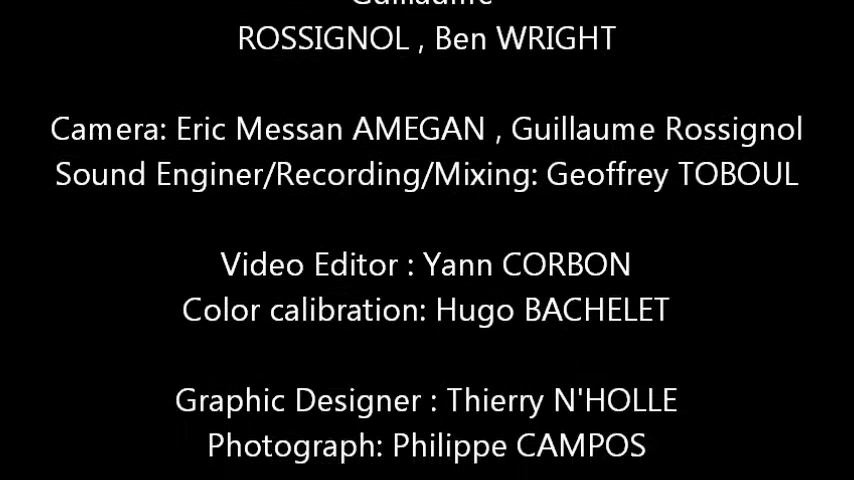 Guillaume
ROSSIGNOL , Ben WRIGHT
Camera: Eric Messan AMEGAN , Guillaume Rossignol
Sound Enginer/Recording/Mixing: Geoffrey TOBOUL
Video Editor : Yann CORBON
Color calibration: Hugo BACHELET
Graphic Designer : Thierry N'HOLLE
Photograph: Philippe CAMPOS